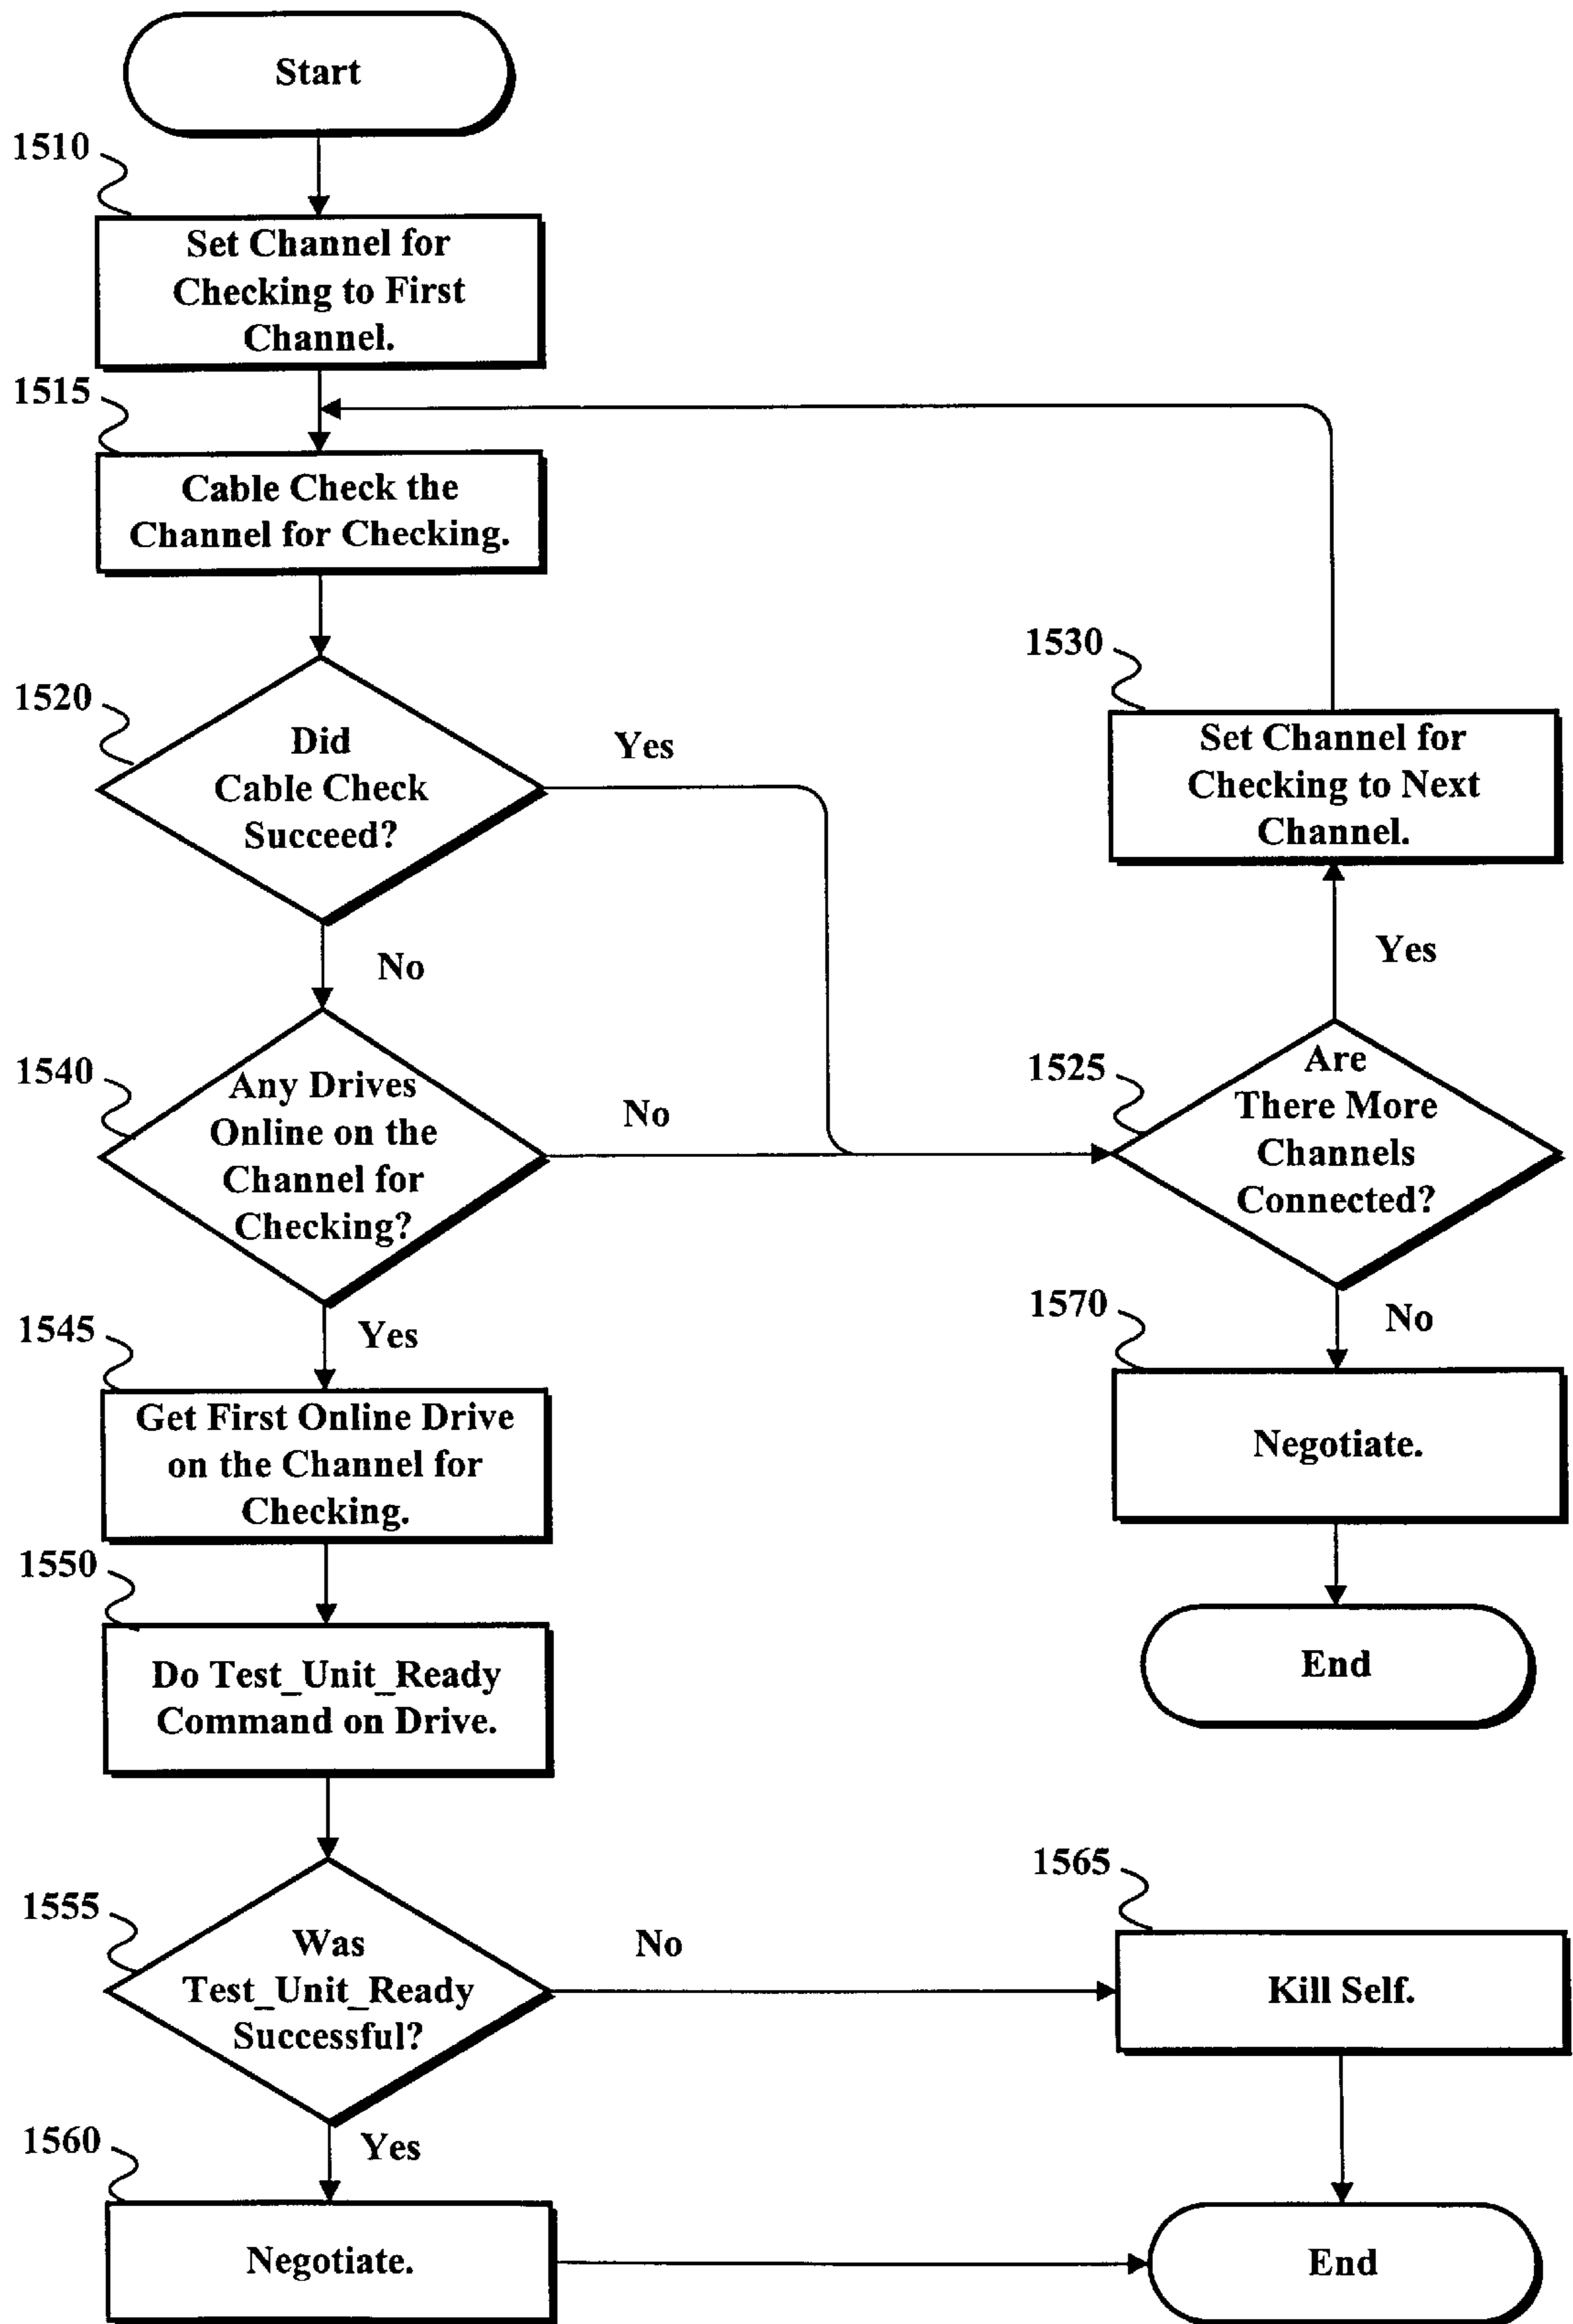 Start
1510
Set Channel for
Checking to First
Channel.
1515
Cable Check the
Channel for Checking.
1520
Did
Cable Check
Succeed?
Yes
No
1530
Set Channel for
Checking to Next
Channel.
Yes
1540
Any Drives
Online on the
Channel for
Checking?
No
Yes
1525
Are
There More
Channels
Connected?
No
1545
Get First Online Drive
on the Channel for
Checking.
1570
Negotiate.
End
1550
Do Test_Unit_Ready
Command on Drive.
1555
Was
Test_Unit_Ready
Successful?
No
Yes
1565
Kill Self.
1560
Negotiate.
End